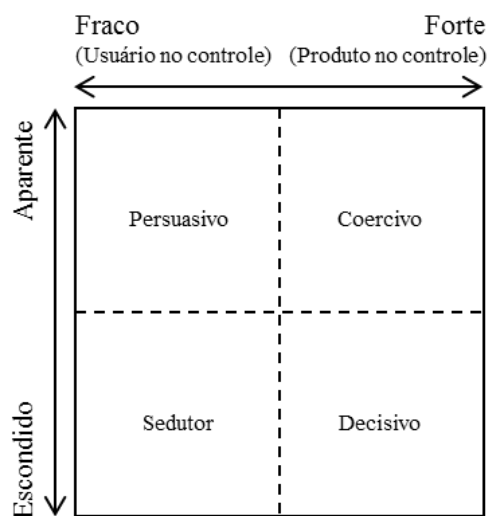 Fraco Forte
(Usuário no controle) (Produto no controle)
Aparente
Persuasivo Coercivo
Escondido
Sedutor Decisivo